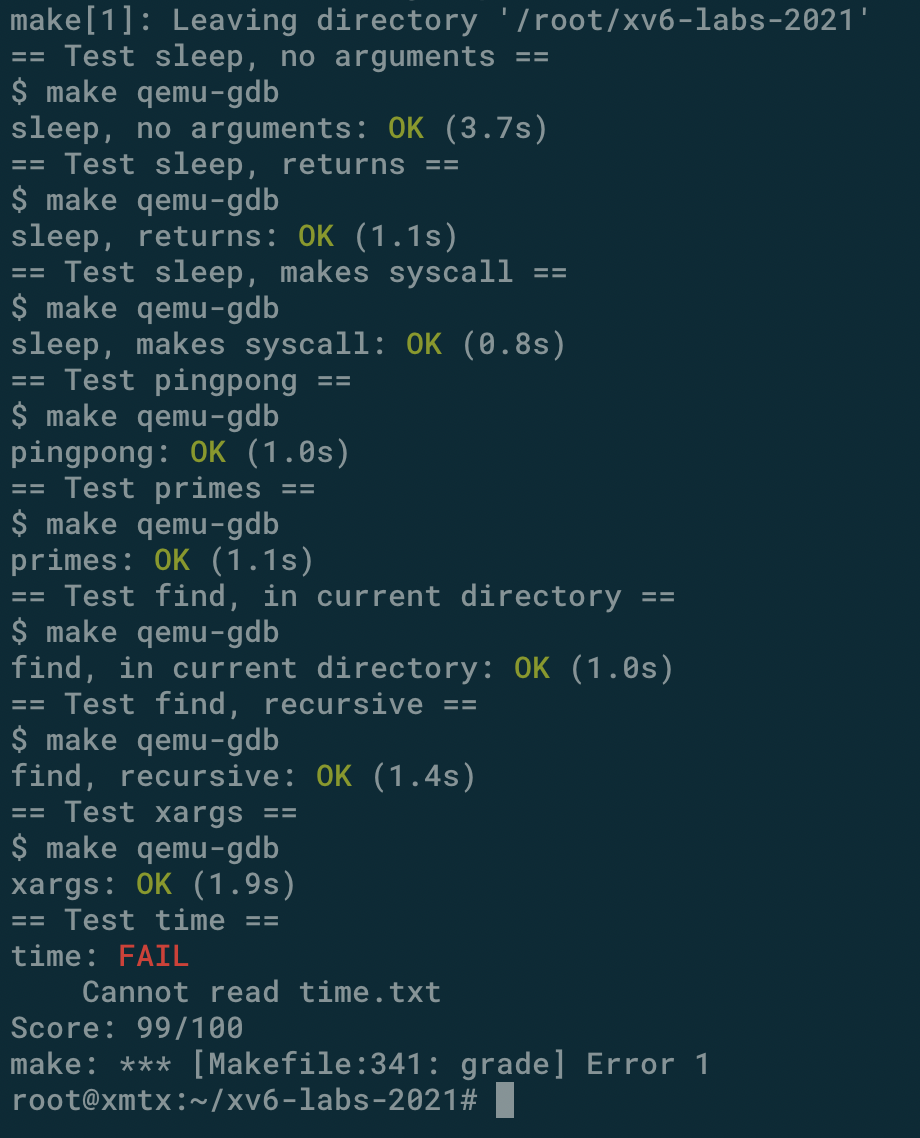 make[1]: Leaving directory '/root/xv6-labs-2021'
== Test sleep, no arguments ==
$ make qemu-gdb
sleep, no arguments: OK (3.7s)
== Test sleep, returns ==
$ make qemu-gdb
sleep, returns: OK (1.1s)
== Test sleep, makes syscall ==
$ make qemu-gdb
sleep, makes syscall: OK (0.8s)
== Test pingpong ==
$ make qemu-gdb
pingpong: OK (1.0s)
== Test primes ==
$ make qemu-gdb
primes: OK (1.1s)
== Test find, in current directory ==
$ make qemu-gdb
find, in current directory: OK (1.0s)
== Test find, recursive ==
$ make qemu-gdb
find, recursive: OK (1.4s)
== Test xargs ==
$ make qemu-gdb
xargs: OK (1.9s)
== Test time ==
time: FAIL
    Cannot read time.txt
Score: 99/100
make: *** [Makefile:341: grade] Error 1
root@xmtx:~/xv6-labs-2021#